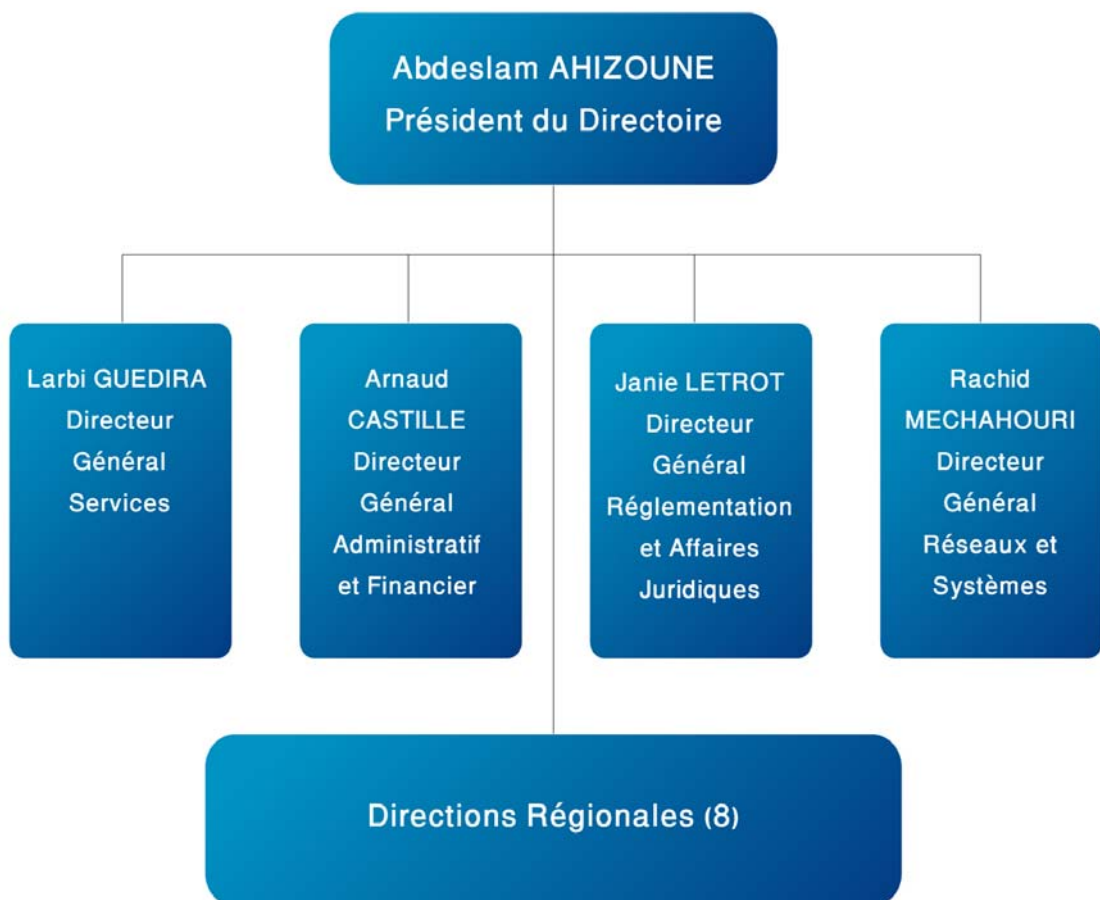 Abdeslam AHIZOUNE
Président du Directoire
Larbi GUEDIRA
Directeur
Général
Services
Arnaud
CASTILLE
Directeur
Général
Administratif
et Financier
Janie LETROT
Directeur
Général
Réglementation
et Affaires
Juridiques
Rachid
MECHAHOURI
Directeur
Général
Réseaux et
Systèmes
Directions Régionales (8)